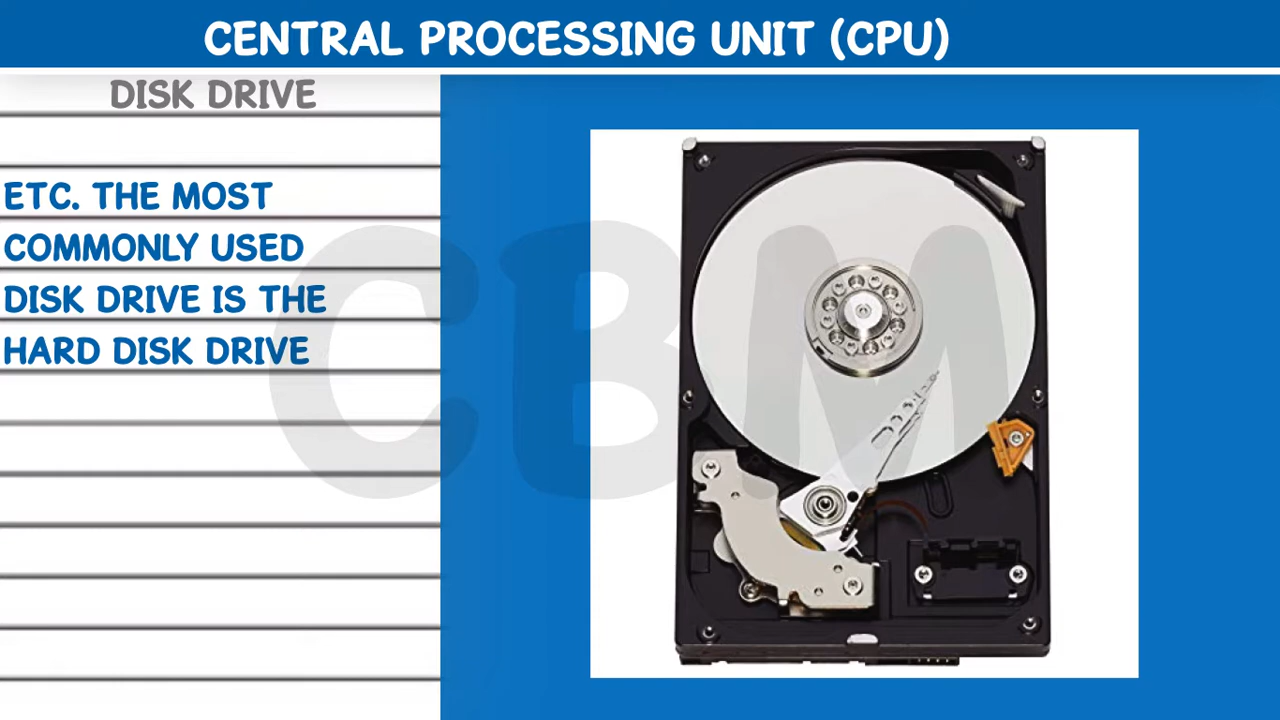 CENTRAL PROCESSING UNIT (CPU)
DISK DRIVE
ETC. THE MOST
COMMONLY USED
DISK DRIVE IS THE
HARD DISK DRIVE
CBM